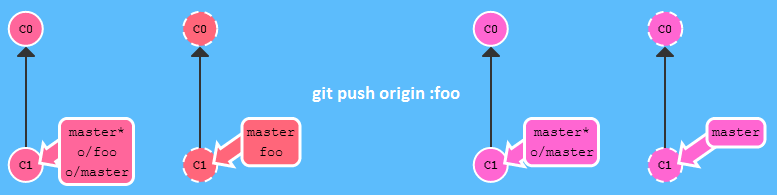 C0
C0
C0
C0
git push origin :foo
master*
o/foo
o/master
master
foo
master*
o/master
master
C1
C1
C1
C1